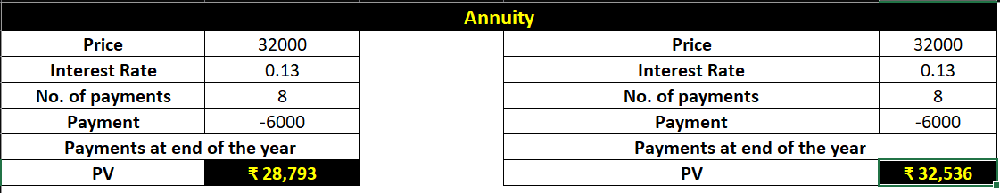 Annuity
Price 32000 Price 32000
Interest Rate 0.13 Interest Rate 0.13
No. of payments 8 No. of payments 8
Payment -6000 Payment -6000
Payments at end of the year Payments at end of the year
PV ₹ 28,793 PV ₹ 32,536